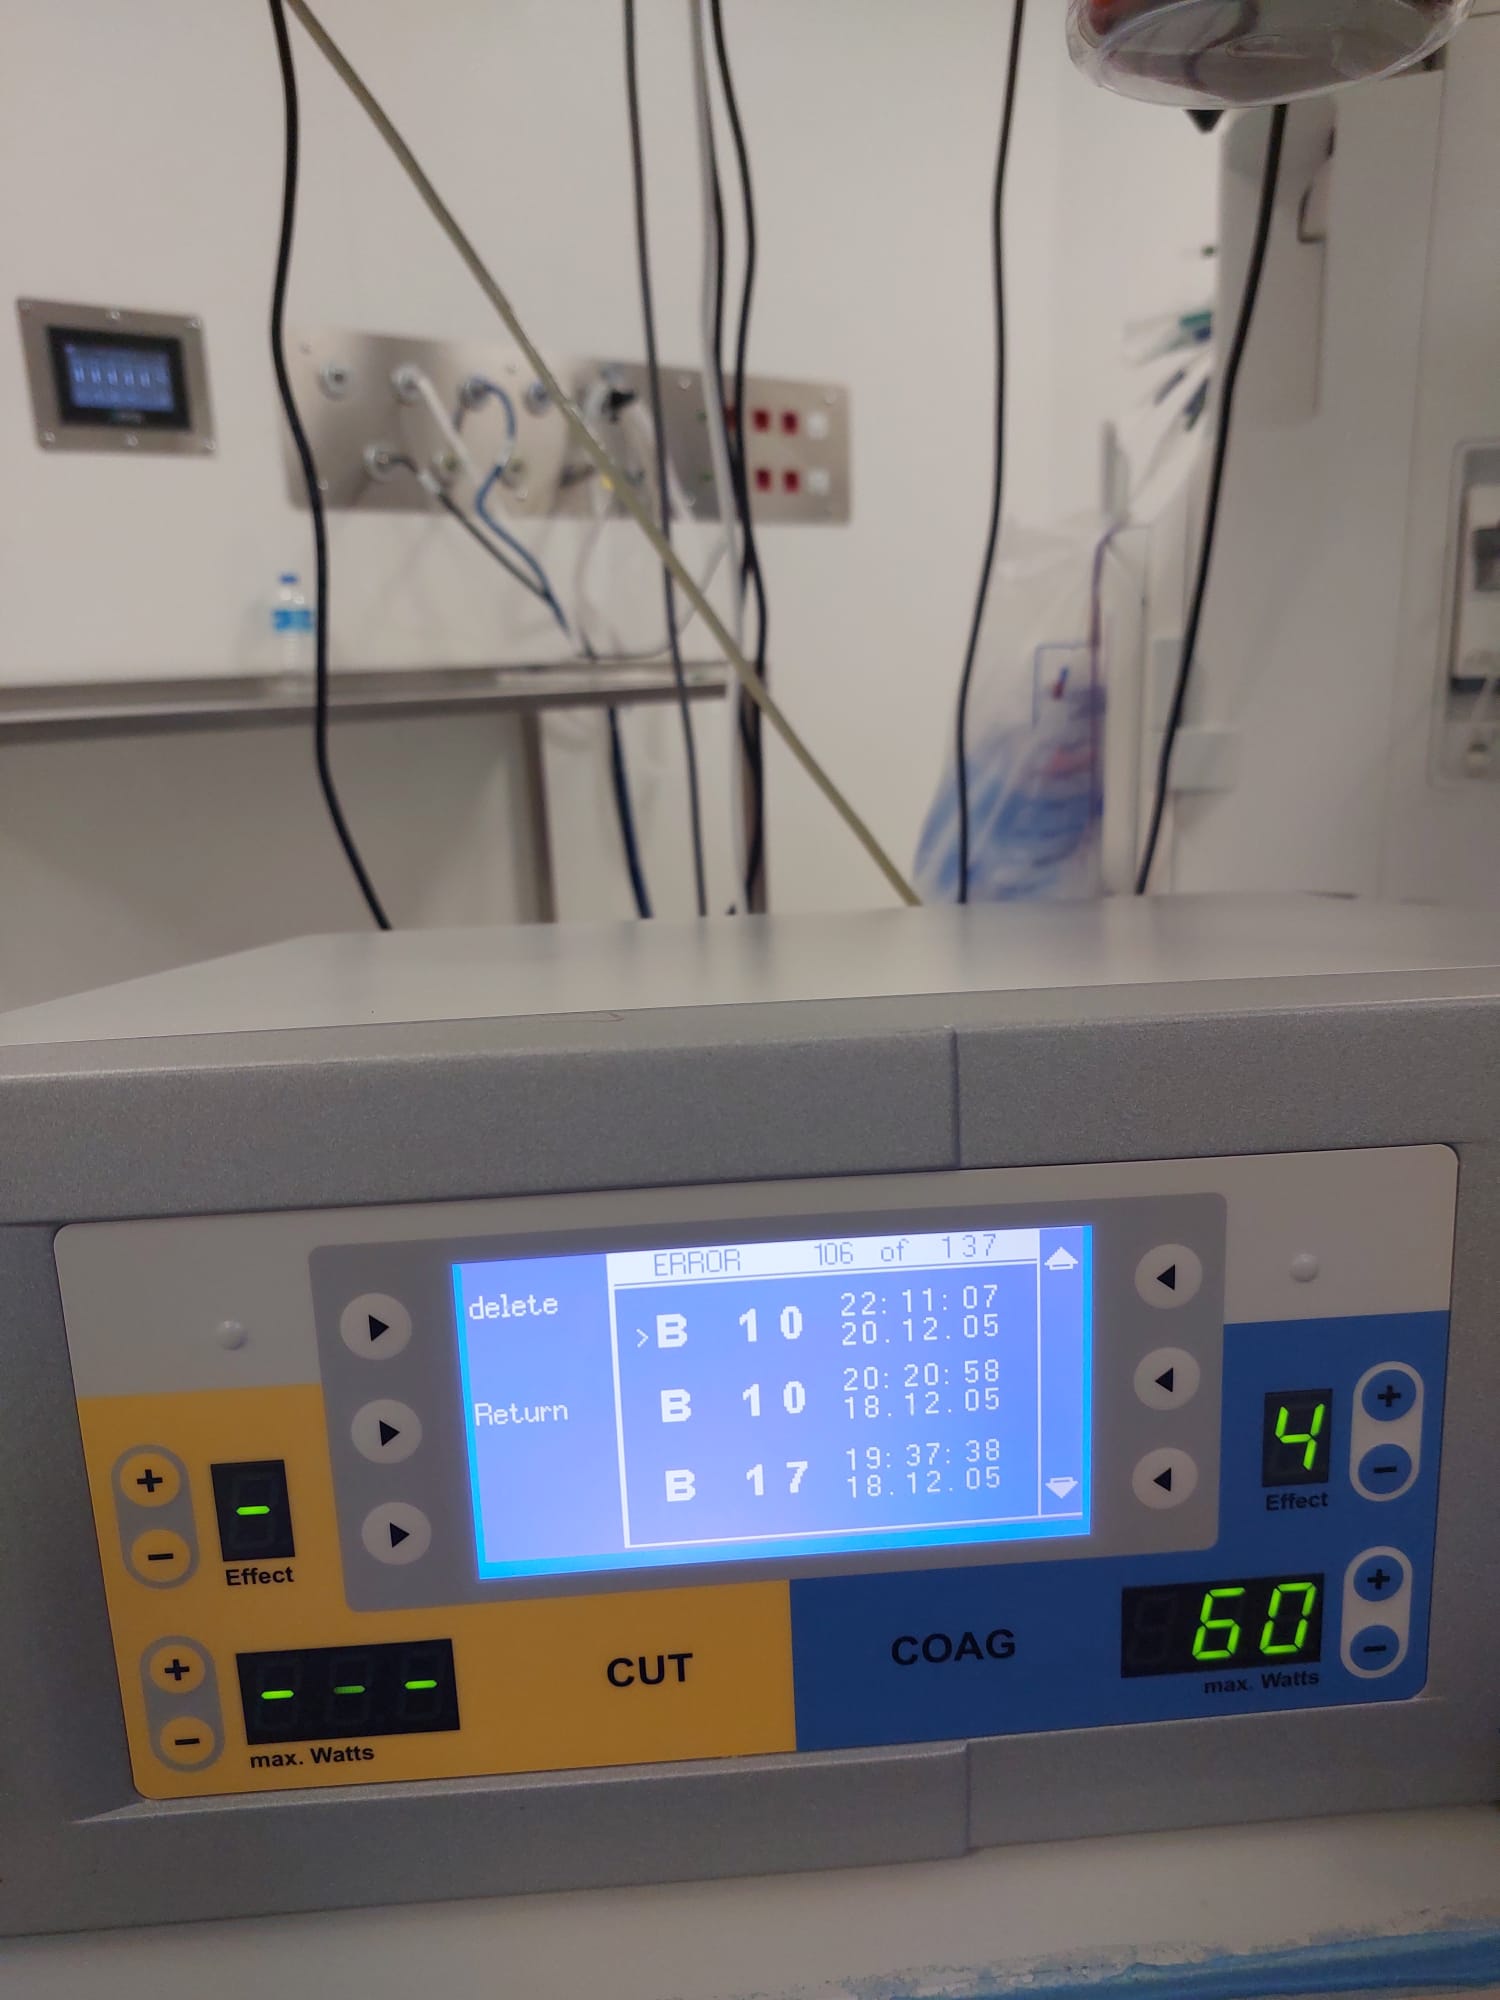 ERROR 106 of 137
delete
>B 10 22:11:07
20.12.05
B 10 20:20:58
18.12.05
Return
B 17 19:37:38
18.12.05
-
Effect
4
Effect
---
max. Watts
CUT
COAG
60
max. Watts